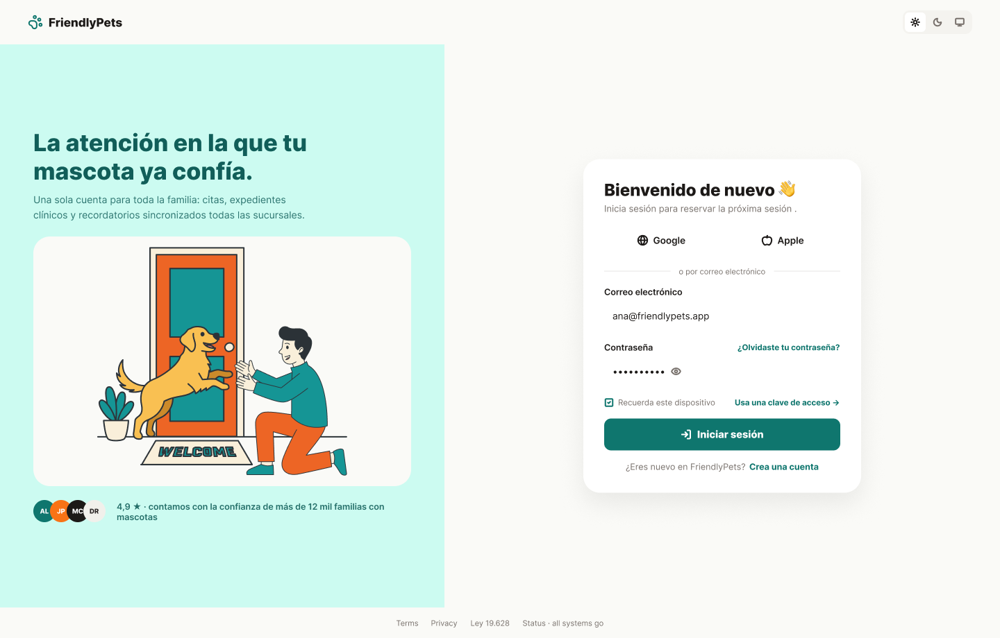 FriendlyPets
La atención en la que tu
mascota ya confía.
Una sola cuenta para toda la familia: citas, expedientes
clínicos y recordatorios sincronizados todas las sucursales.
WELCOME
AL JP MC DR
4,9 ★ · contamos con la confianza de más de 12 mil familias con
mascotas
Bienvenido de nuevo 👋
Inicia sesión para reservar la próxima sesión .
Google
Apple
o por correo electrónico
Correo electrónico
ana@friendlypets.app
Contraseña
¿Olvidaste tu contraseña?
••••••••••
Recuerda este dispositivo
Usa una clave de acceso →
Iniciar sesión
¿Eres nuevo en FriendlyPets? Crea una cuenta
Terms Privacy Ley 19.628 Status · all systems go